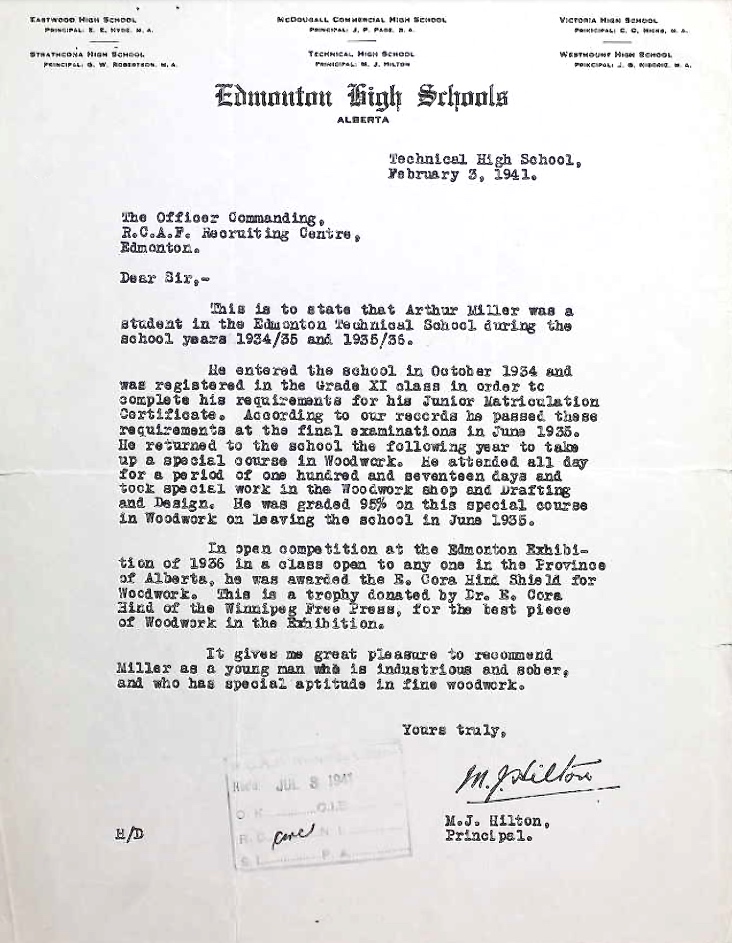 EASTWOOD HIGH SCHOOL
PRINCIPAL: E. E. HYDE, M. A.
McDOUGALL COMMERCIAL HIGH SCHOOL
PRINCIPAL: J. P. PAGE, B. A.
VICTORIA HIGH SCHOOL
PRINCIPAL: C. O. HICKS, M. A.
STRATHCONA HIGH SCHOOL
PRINCIPAL: G. W. ROBERTSON, M. A.
TECHNICAL HIGH SCHOOL
PRINCIPAL: M. J. HILTON
WESTMOUNT HIGH SCHOOL
PRINCIPAL: J. G. M. A.
Edmonton High Schools
ALBERTA
Technical High School,
February 3, 1941.
The Officer Commanding,
R.C.A.F. Recruiting Centre,
Edmonton.
Dear Sir,-
This is to state that Arthur Miller was a
student in the Edmonton Technical School during the
school years 1934/35 and 1935/36.
He entered the school in October 1934 and
was registered in the Grade XI class in order to
complete his requirements for his Junior Matriculation
Certificate. According to our records he passed these
requirements at the final examinations in June 1935.
He returned to the school the following year to take
up a special course in Woodwork. He attended all day
for a period of one hundred and seventeen days and
took special work in the Woodwork shop and Drafting
and Design. He was graded 95% on this special course
in Woodwork on leaving the school in June 1935.
In open competition at the Edmonton Exhibi-
tion of 1936 in a class open to any one in the Province
of Alberta, he was awarded the E. Cora Hind Shield for
Woodwork. This is a trophy donated by Dr. E. Cora
Hind of the Winnipeg Free Press, for the best piece
of Woodwork in the Exhibition.
It gives me great pleasure to recommend
Miller as a young man who is industrious and sober,
and who has special aptitude in fine woodwork.
Yours truly,
M. J. Hilton
M.J. Hilton,
Principal.
H/D
JUL 3 1941